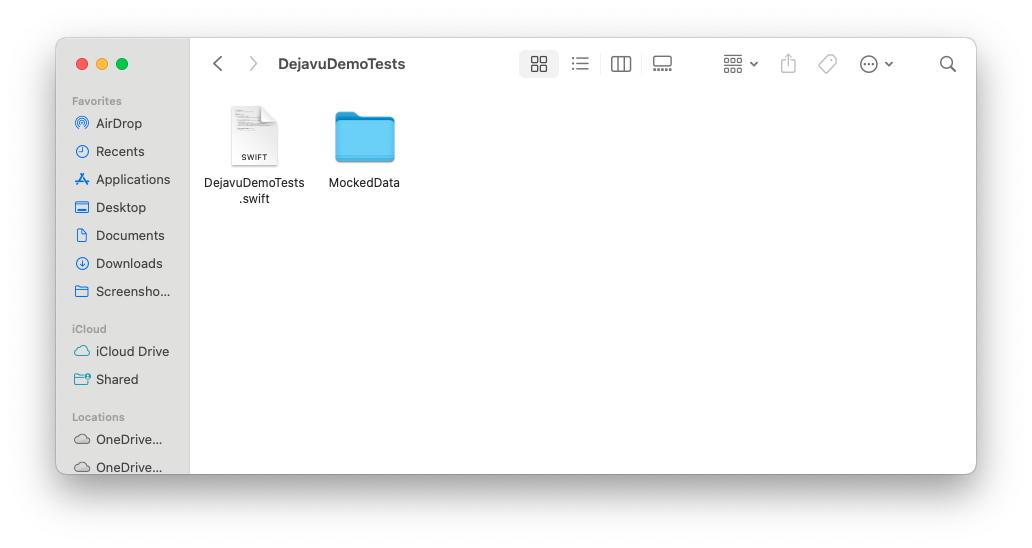 DejavuDemoTests
Favorites
AirDrop
Recents
Applications
Desktop
Documents
Downloads
Screensho...
iCloud
iCloud Drive
Shared
Locations
OneDrive...
OneDrive...
SWIFT
DejavuDemoTests
.swift
MockedData